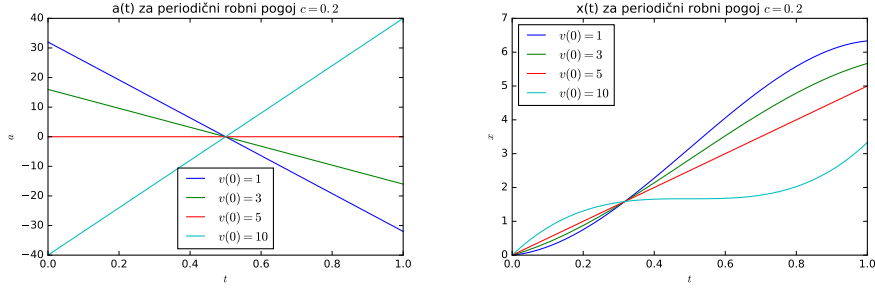 a(t) za periodični robni pogoj c = 0.2
40
30
20
10
0
−10
−20
−30
−40
a
0.0 0.2 0.4 0.6 0.8 1.0
t
v(0) = 1
v(0) = 3
v(0) = 5
v(0) = 10
x(t) za periodični robni pogoj c = 0.2
7
6
5
4
3
2
1
0
x
0.0 0.2 0.4 0.6 0.8 1.0
t
v(0) = 1
v(0) = 3
v(0) = 5
v(0) = 10